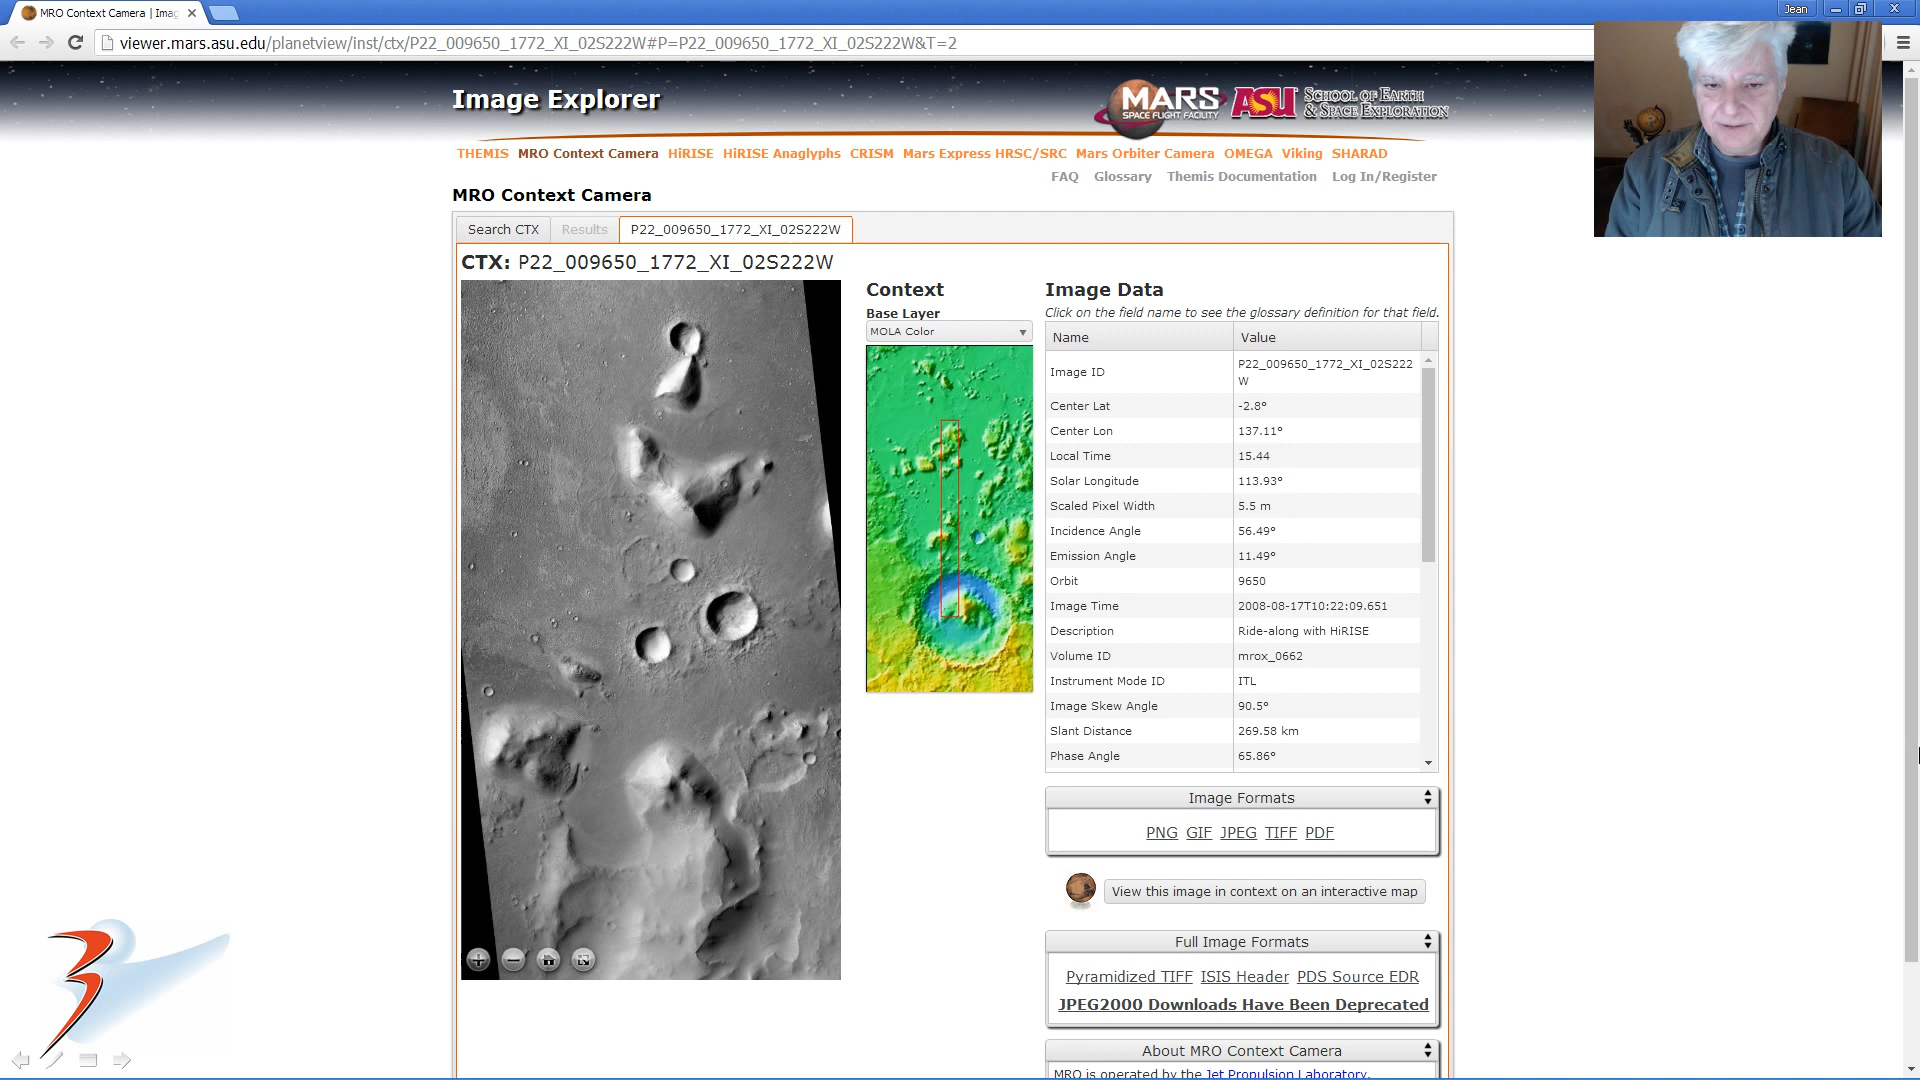 MRO Context Camera | Imag
Jean
viewer.mars.asu.edu/planetview/inst/ctx/P22_009650_1772_XI_02S222W#P=P22_009650_1772_XI_02S222W&T=2
Image Explorer
MARS
SPACE FLIGHT FACILITY
ASU
SCHOOL OF EARTH
& SPACE EXPLORATION
THEMIS MRO Context Camera HiRISE HiRISE Anaglyphs CRISM Mars Express HRSC/SRC Mars Orbiter Camera OMEGA Viking SHARAD
FAQ Glossary Themis Documentation Log In/Register
MRO Context Camera
Search CTX Results P22_009650_1772_XI_02S222W
CTX: P22_009650_1772_XI_02S222W
Context
Base Layer
MOLA Color
Image Data
Click on the field name to see the glossary definition for that field.
Name Value
Image ID P22_009650_1772_XI_02S222
W
Center Lat -2.8°
Center Lon 137.11°
Local Time 15.44
Solar Longitude 113.93°
Scaled Pixel Width 5.5 m
Incidence Angle 56.49°
Emission Angle 11.49°
Orbit 9650
Image Time 2008-08-17T10:22:09.651
Description Ride-along with HiRISE
Volume ID mrox_0662
Instrument Mode ID ITL
Image Skew Angle 90.5°
Slant Distance 269.58 km
Phase Angle 65.86°
Image Formats
PNG GIF JPEG TIFF PDF
View this image in context on an interactive map
Full Image Formats
Pyramidized TIFF ISIS Header PDS Source EDR
JPEG2000 Downloads Have Been Deprecated
About MRO Context Camera
MRO is operated by the Jet Propulsion Laboratory.